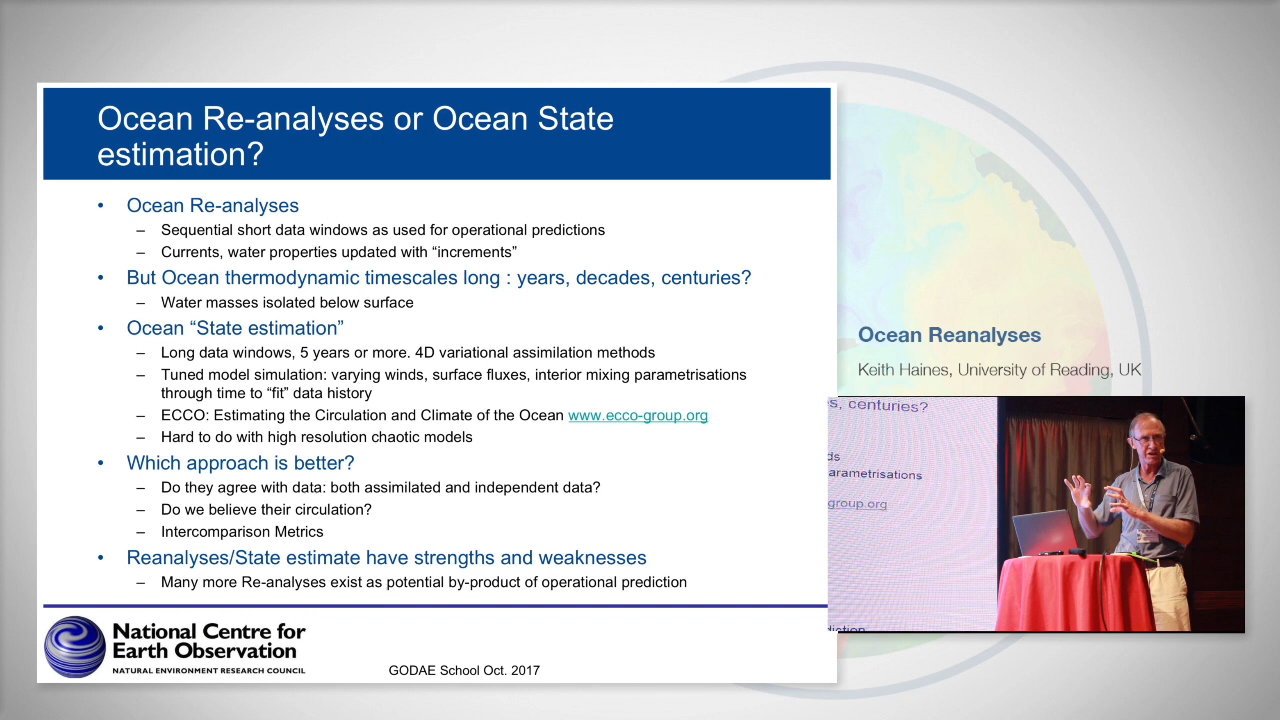 Ocean Re-analyses or Ocean State
estimation?
• Ocean Re-analyses
– Sequential short data windows as used for operational predictions
– Currents, water properties updated with “increments”
• But Ocean thermodynamic timescales long : years, decades, centuries?
– Water masses isolated below surface
• Ocean “State estimation”
– Long data windows, 5 years or more. 4D variational assimilation methods
– Tuned model simulation: varying winds, surface fluxes, interior mixing parametrisations
through time to “fit” data history
– ECCO: Estimating the Circulation and Climate of the Ocean www.ecco-group.org
– Hard to do with high resolution chaotic models
• Which approach is better?
– Do they agree with data: both assimilated and independent data?
– Do we believe their circulation?
– Intercomparison Metrics
• Reanalyses/State estimate have strengths and weaknesses
– Many more Re-analyses exist as potential by-product of operational prediction
National Centre for
Earth Observation
NATURAL ENVIRONMENT RESEARCH COUNCIL
GODAE School Oct. 2017
Ocean Reanalyses
Keith Haines, University of Reading, UK
s, centuries?
ds
arametrisations
group.org
diction